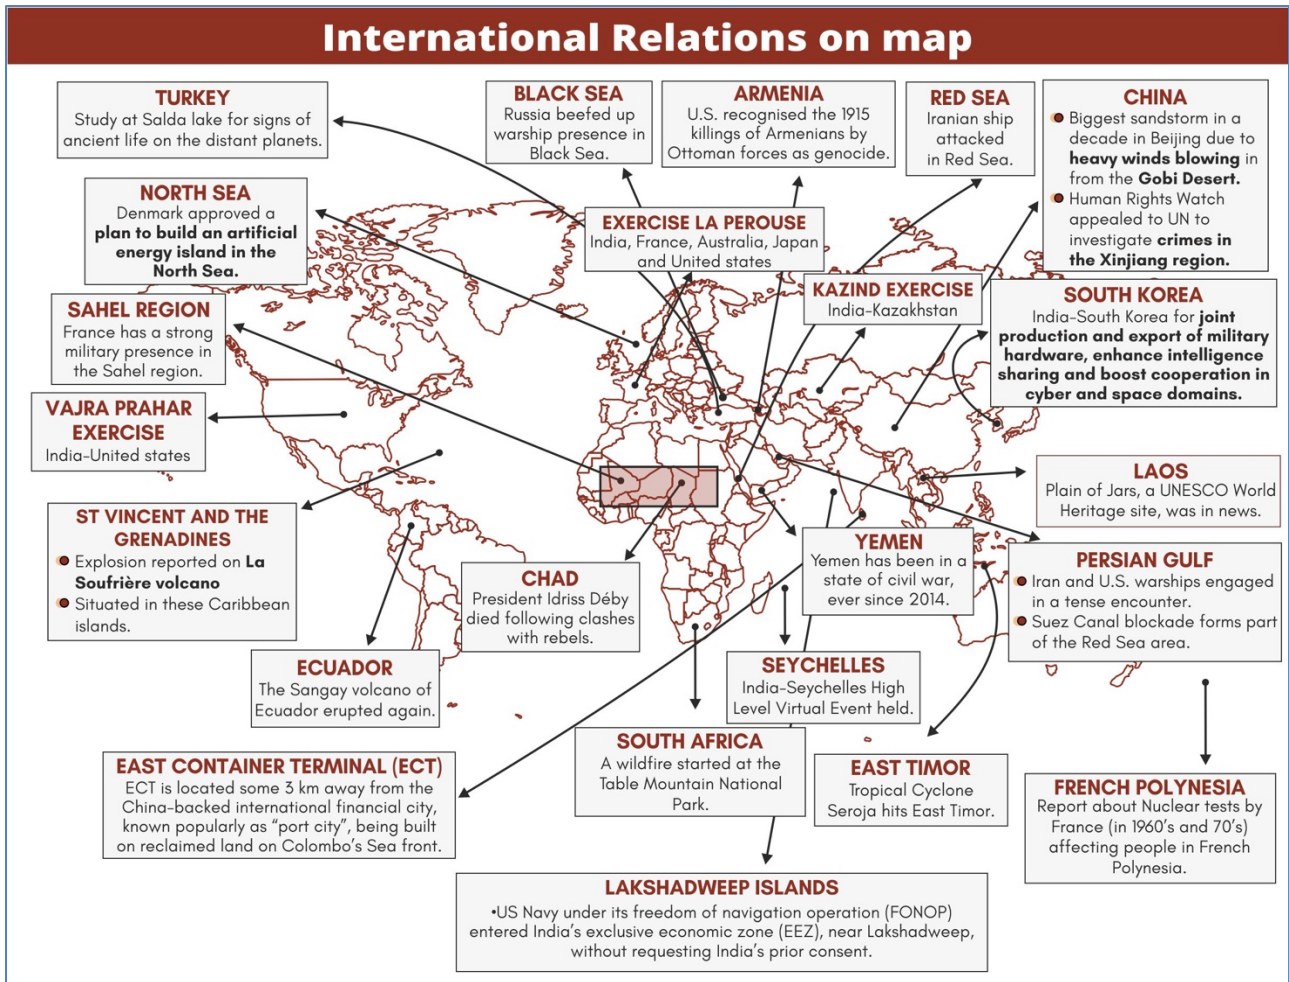 International Relations on map
TURKEY
Study at Salda lake for signs of
ancient life on the distant planets.
BLACK SEA
Russia beefed up
warship presence in
Black Sea.
ARMENIA
U.S. recognised the 1915
killings of Armenians by
Ottoman forces as genocide.
RED SEA
Iranian ship
attacked
in Red Sea.
CHINA
Biggest sandstorm in a
decade in Beijing due to
heavy winds blowing in
from the Gobi Desert.
Human Rights Watch
appealed to UN to
investigate crimes in
the Xinjiang region.
NORTH SEA
Denmark approved a
plan to build an artificial
energy island in the
North Sea.
EXERCISE LA PEROUSE
India, France, Australia, Japan
and United states
KAZIND EXERCISE
India-Kazakhstan
SOUTH KOREA
India-South Korea for joint
production and export of military
hardware, enhance intelligence
sharing and boost cooperation in
cyber and space domains.
SAHEL REGION
France has a strong
military presence in
the Sahel region.
VAJRA PRAHAR
EXERCISE
India-United states
LAOS
Plain of Jars, a UNESCO World
Heritage site, was in news.
ST VINCENT AND THE
GRENADINES
Explosion reported on La
Soufrière volcano
Situated in these Caribbean
islands.
CHAD
President Idriss Déby
died following clashes
with rebels.
YEMEN
Yemen has been in a
state of civil war,
ever since 2014.
PERSIAN GULF
Iran and U.S. warships engaged
in a tense encounter.
Suez Canal blockade forms part
of the Red Sea area.
ECUADOR
The Sangay volcano of
Ecuador erupted again.
SEYCHELLES
India-Seychelles High
Level Virtual Event held.
EAST CONTAINER TERMINAL (ECT)
ECT is located some 3 km away from the
China-backed international financial city,
known popularly as “port city”, being built
on reclaimed land on Colombo's Sea front.
SOUTH AFRICA
A wildfire started at the
Table Mountain National
Park.
EAST TIMOR
Tropical Cyclone
Seroja hits East Timor.
FRENCH POLYNESIA
Report about Nuclear tests by
France (in 1960's and 70's)
affecting people in French
Polynesia.
LAKSHADWEEP ISLANDS
•US Navy under its freedom of navigation operation (FONOP)
entered India's exclusive economic zone (EEZ), near Lakshadweep,
without requesting India's prior consent.